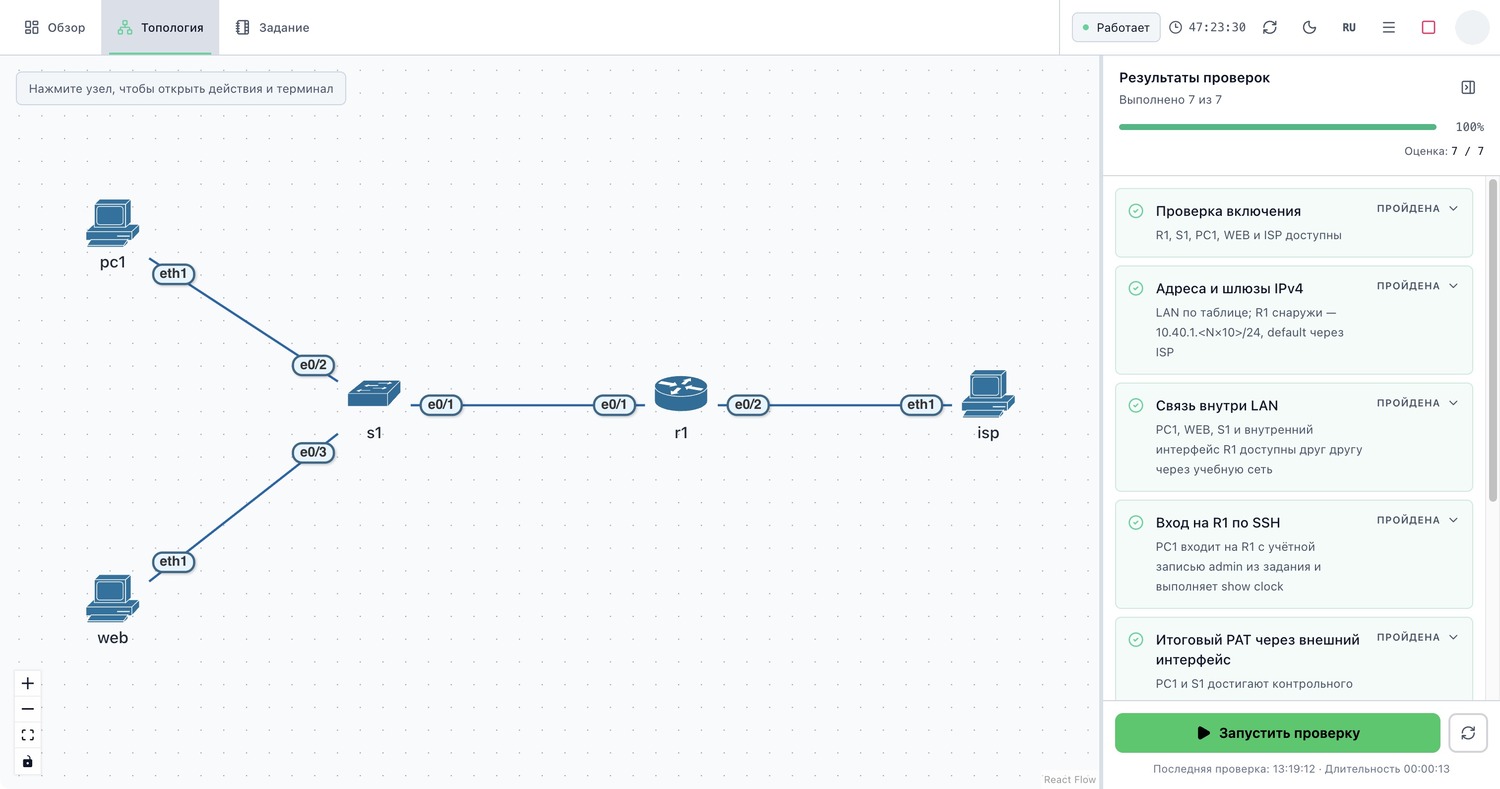 Обзор
Топология
Задание
Работает
47:23:30
RU
Нажмите узел, чтобы открыть действия и терминал
pc1
eth1
e0/2
s1
e0/1
e0/1
r1
e0/2
eth1
isp
e0/3
eth1
web
React Flow
Результаты проверок
Выполнено 7 из 7
100%
Оценка: 7 / 7
Проверка включения
ПРОЙДЕНА
R1, S1, PC1, WEB и ISP доступны
Адреса и шлюзы IPv4
ПРОЙДЕНА
LAN по таблице; R1 снаружи —
10.40.1.<N×10>/24, default через
ISP
Связь внутри LAN
ПРОЙДЕНА
PC1, WEB, S1 и внутренний
интерфейс R1 доступны друг другу
через учебную сеть
Вход на R1 по SSH
ПРОЙДЕНА
PC1 входит на R1 с учётной
записью admin из задания и
выполняет show clock
Итоговый PAT через внешний
интерфейс
ПРОЙДЕНА
PC1 и S1 достигают контрольного
Запустить проверку
Последняя проверка: 13:19:12 · Длительность 00:00:13